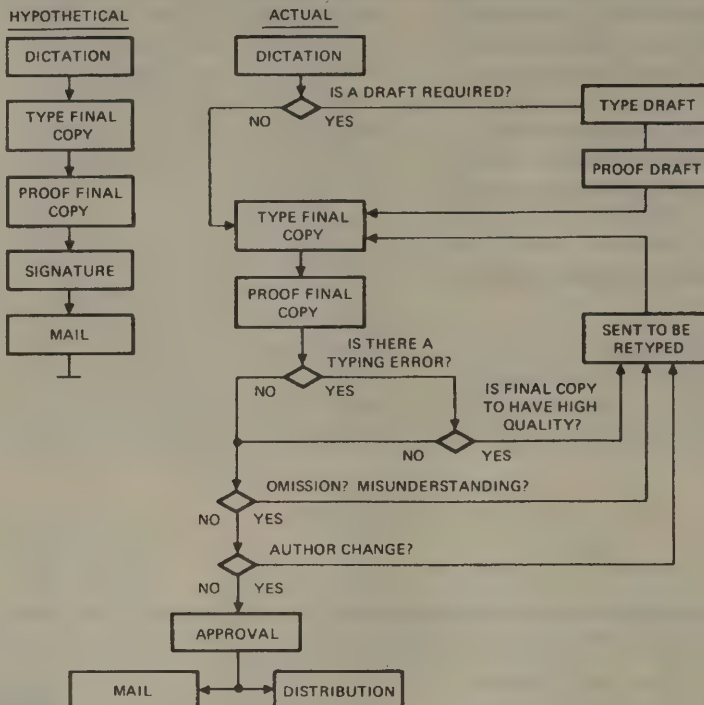 HYPOTHETICAL
DICTATION
TYPE FINAL
COPY
PROOF FINAL
COPY
SIGNATURE
MAIL
ACTUAL
DICTATION
IS A DRAFT REQUIRED?
NO
YES
TYPE DRAFT
PROOF DRAFT
TYPE FINAL
COPY
PROOF FINAL
COPY
SENT TO BE
RETYPED
IS THERE A
TYPING ERROR?
NO
YES
IS FINAL COPY
TO HAVE HIGH
QUALITY?
NO
YES
OMISSION? MISUNDERSTANDING?
NO
YES
AUTHOR CHANGE?
NO
YES
APPROVAL
MAIL
DISTRIBUTION